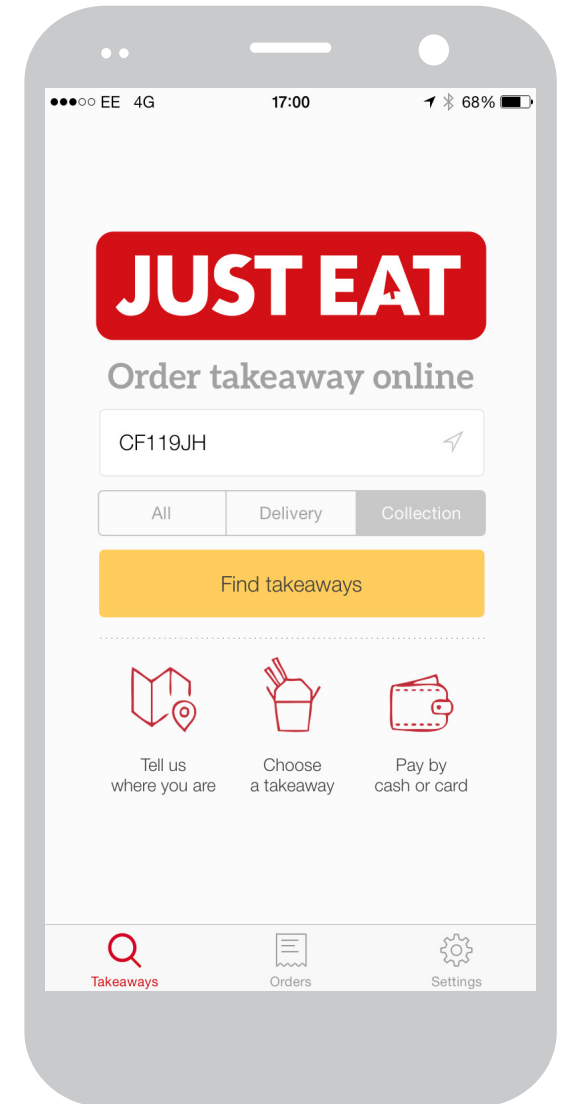 EE 4G 17:00 68%
JUST EAT
Order takeaway online
CF119JH
All Delivery Collection
Find takeaways
Tell us Choose Pay by
where you are a takeaway cash or card
Takeaways Orders Settings